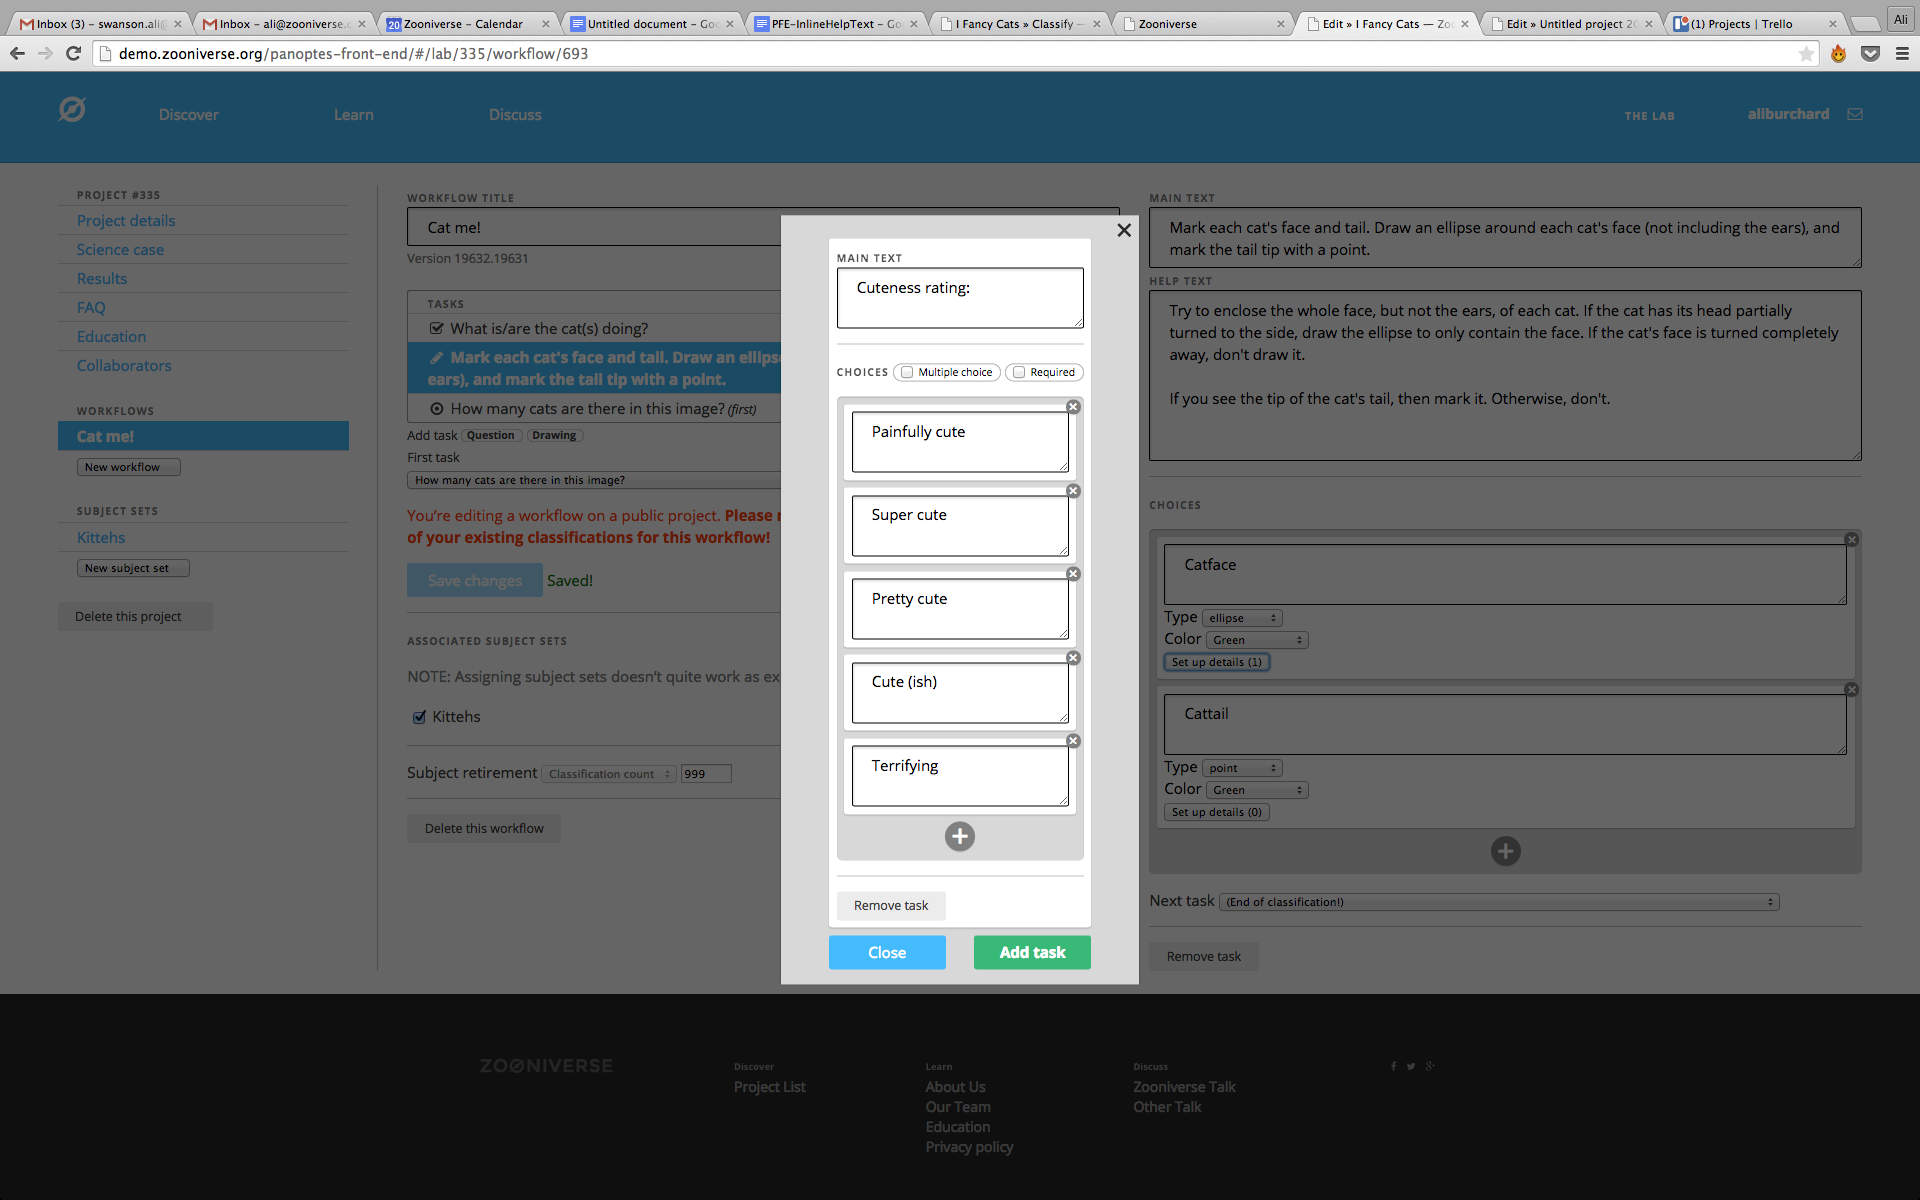 Inbox (3) – swanson.ali@
Inbox – ali@zooniverse.o
20 Zooniverse – Calendar
Untitled document – Goo
PFE–InlineHelpText – Go
I Fancy Cats » Classify —
Zooniverse
Edit » I Fancy Cats — Zoo
Edit » Untitled project 20
(1) Projects | Trello
Ali
demo.zooniverse.org/panoptes-front-end/#/lab/335/workflow/693
Discover
Learn
Discuss
THE LAB
aliburchard
PROJECT #335
Project details
Science case
Results
FAQ
Education
Collaborators
WORKFLOWS
Cat me!
New workflow
SUBJECT SETS
Kittehs
New subject set
Delete this project
WORKFLOW TITLE
Cat me!
Version 19632.19631
TASKS
What is/are the cat(s) doing?
Mark each cat's face and tail. Draw an ellips
ears), and mark the tail tip with a point.
How many cats are there in this image? (first)
Add task Question Drawing
First task
How many cats are there in this image?
You're editing a workflow on a public project. Please
of your existing classifications for this workflow!
Save changes Saved!
ASSOCIATED SUBJECT SETS
NOTE: Assigning subject sets doesn't quite work as ex
Kittehs
Subject retirement Classification count 999
Delete this workflow
MAIN TEXT
Cuteness rating:
CHOICES Multiple choice Required
Painfully cute
Super cute
Pretty cute
Cute (ish)
Terrifying
Remove task
Close
Add task
MAIN TEXT
Mark each cat's face and tail. Draw an ellipse around each cat's face (not including the ears), and
mark the tail tip with a point.
HELP TEXT
Try to enclose the whole face, but not the ears, of each cat. If the cat has its head partially
turned to the side, draw the ellipse to only contain the face. If the cat's face is turned completely
away, don't draw it.
If you see the tip of the cat's tail, then mark it. Otherwise, don't.
CHOICES
Catface
Type ellipse
Color Green
Set up details (1)
Cattail
Type point
Color Green
Set up details (0)
Next task (End of classification!)
Remove task
ZOONIVERSE
Discover
Project List
Learn
About Us
Our Team
Education
Privacy policy
Discuss
Zooniverse Talk
Other Talk